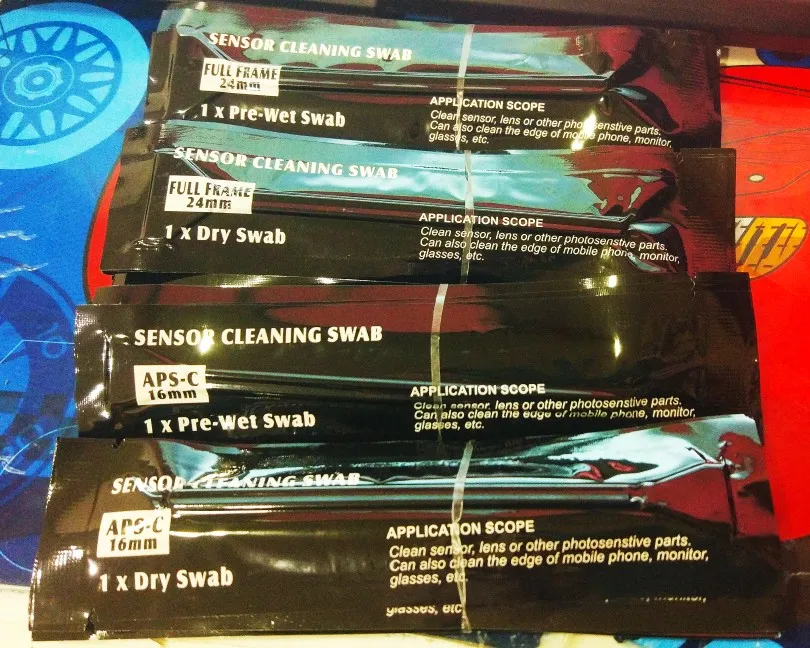 SENSOR CLEANING SWAB
FULL FRAME
24mm
1 x Pre-Wet Swab
APPLICATION SCOPE
Clean sensor, lens or other photosenstive parts.
Can also clean the edge of mobile phone, monitor,
glasses, etc.
SENSOR CLEANING SWAB
FULL FRAME
24mm
1 x Dry Swab
APPLICATION SCOPE
Clean sensor, lens or other photosenstive parts.
Can also clean the edge of mobile phone, monitor,
glasses, etc.
SENSOR CLEANING SWAB
APS-C
16mm
1 x Pre-Wet Swab
APPLICATION SCOPE
Clean sensor, lens or other photosenstive parts.
Can also clean the edge of mobile phone, monitor,
glasses, etc.
SENSOR CLEANING SWAB
APS-C
16mm
1 x Dry Swab
APPLICATION SCOPE
Clean sensor, lens or other photosenstive parts.
Can also clean the edge of mobile phone, monitor,
glasses, etc.
glasses, etc.